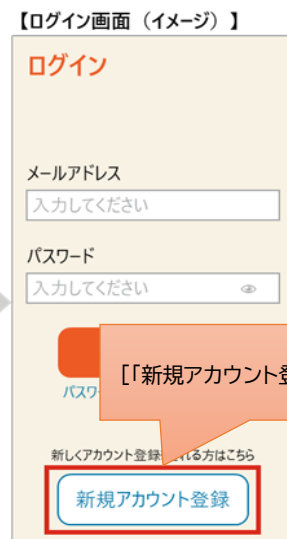 【ログイン画面（イメージ）】
ログイン
メールアドレス
入力してください
パスワード
入力してください
[「新規アカウント登
パスワ
新しくアカウント登録される方はこちら
新規アカウント登録